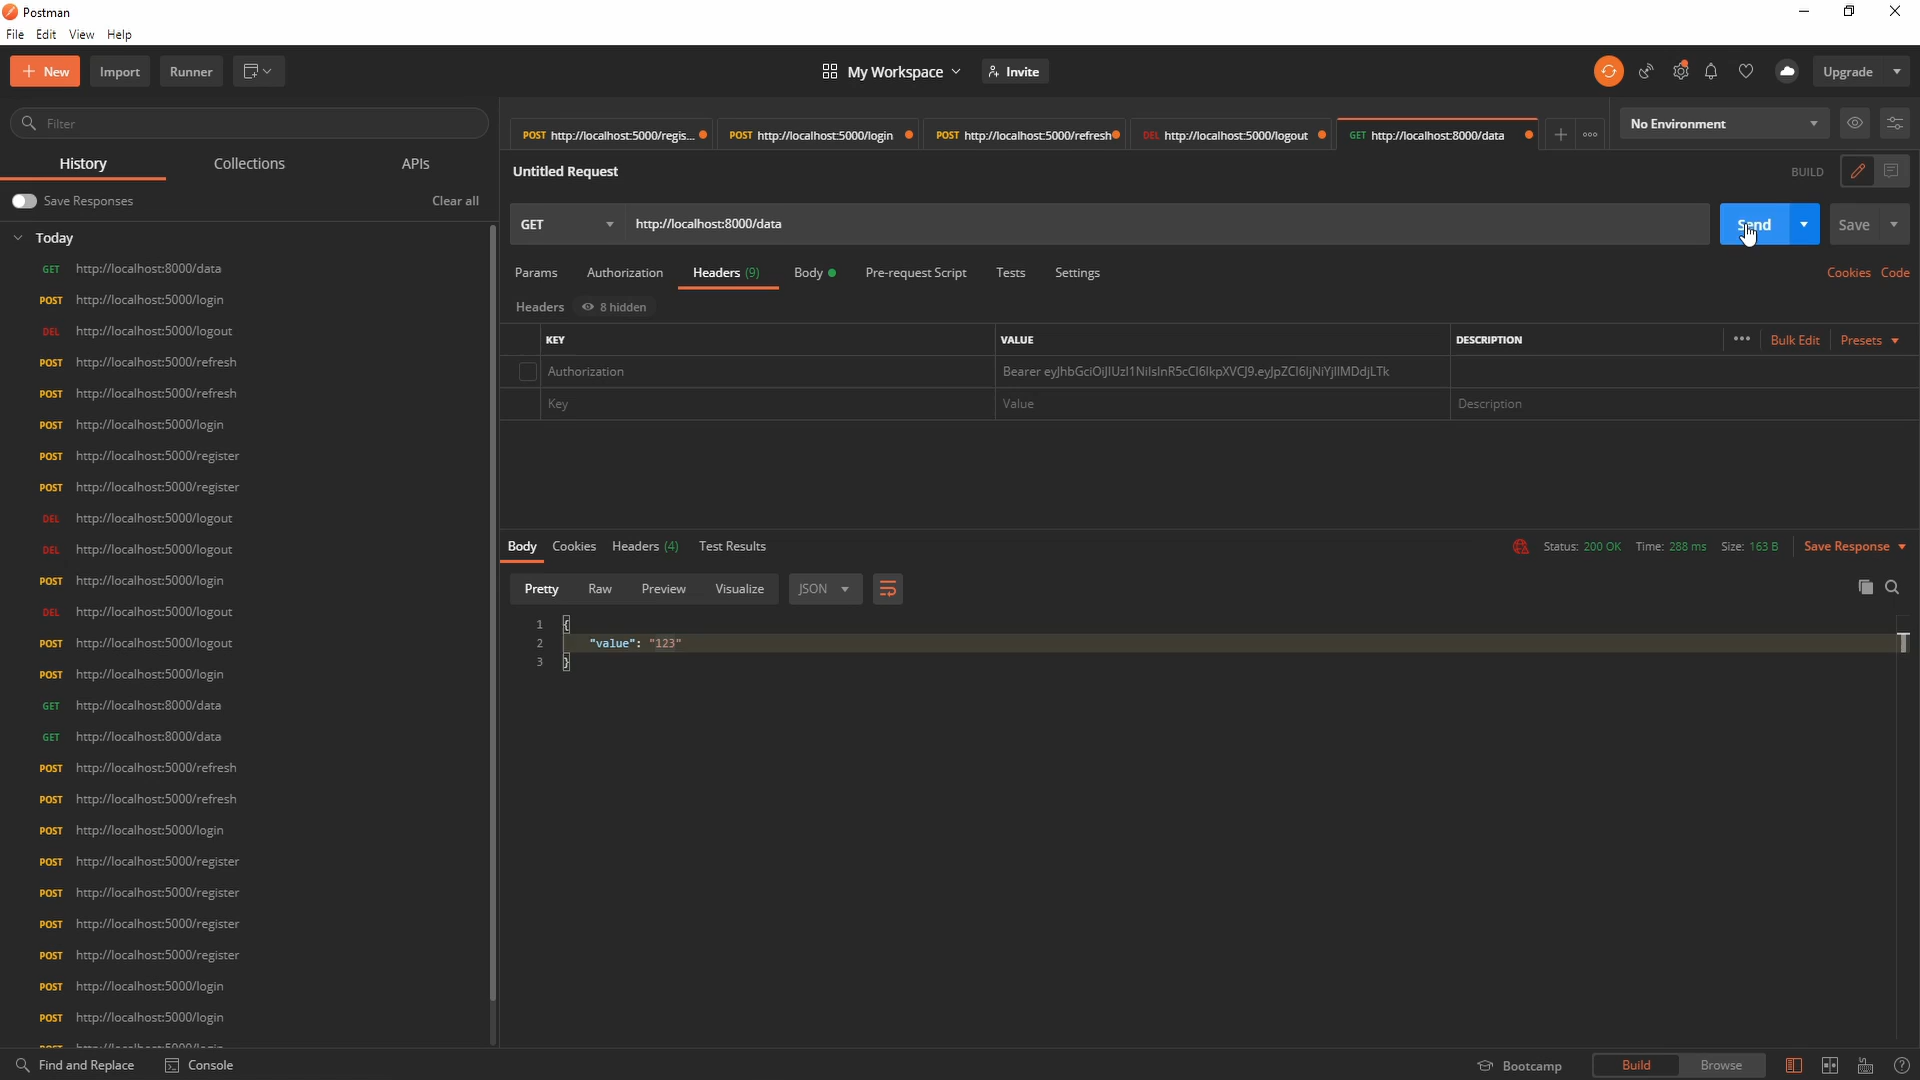 Postman
File Edit View Help
New Import Runner
My Workspace Invite
Upgrade
Filter
POST http://localhost:5000/regis...
POST http://localhost:5000/login
POST http://localhost:5000/refresh
DEL http://localhost:5000/logout
GET http://localhost:8000/data
No Environment
History Collections APIs
Save Responses Clear all
Untitled Request BUILD
GET http://localhost:8000/data Send Save
Params Authorization Headers (9) Body Pre-request Script Tests Settings Cookies Code
Headers 8 hidden
KEY VALUE DESCRIPTION Bulk Edit Presets
Authorization Bearer
Key Value Description
Today
GET http://localhost:8000/data
POST http://localhost:5000/login
DEL http://localhost:5000/logout
POST http://localhost:5000/refresh
POST http://localhost:5000/refresh
POST http://localhost:5000/login
POST http://localhost:5000/register
POST http://localhost:5000/register
DEL http://localhost:5000/logout
DEL http://localhost:5000/logout
POST http://localhost:5000/login
DEL http://localhost:5000/logout
POST http://localhost:5000/logout
POST http://localhost:5000/login
GET http://localhost:8000/data
GET http://localhost:8000/data
POST http://localhost:5000/refresh
POST http://localhost:5000/refresh
POST http://localhost:5000/login
POST http://localhost:5000/register
POST http://localhost:5000/register
POST http://localhost:5000/register
POST http://localhost:5000/register
POST http://localhost:5000/login
POST http://localhost:5000/login
Body Cookies Headers (4) Test Results Status: 200 OK Time: 288 ms Size: 163 B Save Response
Pretty Raw Preview Visualize JSON
1 {
2 "value": "123"
3 }
Find and Replace Console Bootcamp Build Browse